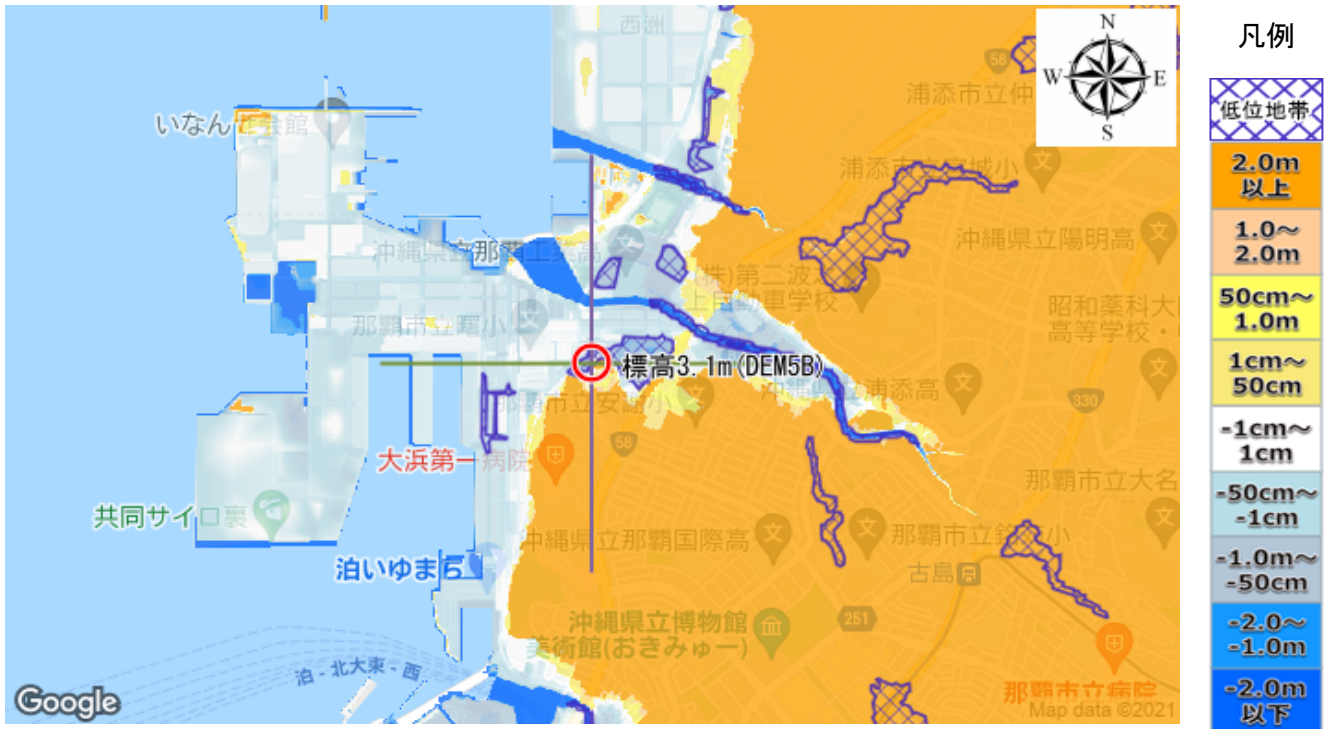 西洲
58
浦添市立仲
N
W
E
S
いなんせ会館
浦添市立宮城小
沖縄県立那覇工業高
沖縄県立陽明高
(株)第二波之
上自動車学校
昭和薬科大
高等学校・
那覇市立曙小
標高3.1m(DEM5B)
那覇市立安謝小
沖縄県立浦添高
330
58
大浜第一病院
那覇市立大名
共同サイロ裏
沖縄県立那覇国際高
古島
泊いゆまち
251
沖縄県立博物館
美術館(おきみゅー)
泊-北大東-西
那覇市立病院
Google
Map data ©2021
凡例
低位地帯
2.0m
以上
1.0～
2.0m
50cm～
1.0m
1cm～
50cm
-1cm～
1cm
-50cm～
-1cm
-1.0m～
-50cm
-2.0～
-1.0m
-2.0m
以下